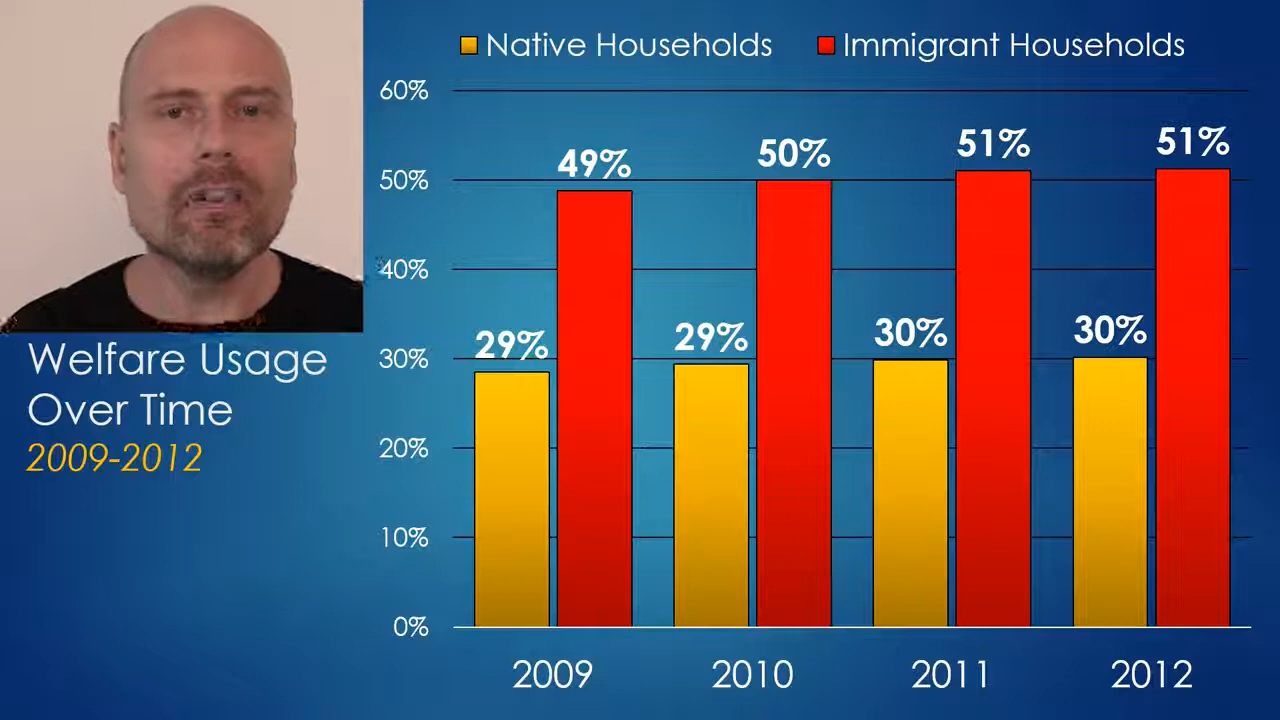 Native Households Immigrant Households
60%
50%
40%
30%
20%
10%
0%
29% 49% 29% 50% 30% 51% 30% 51%
2009 2010 2011 2012
Welfare Usage
Over Time
2009-2012